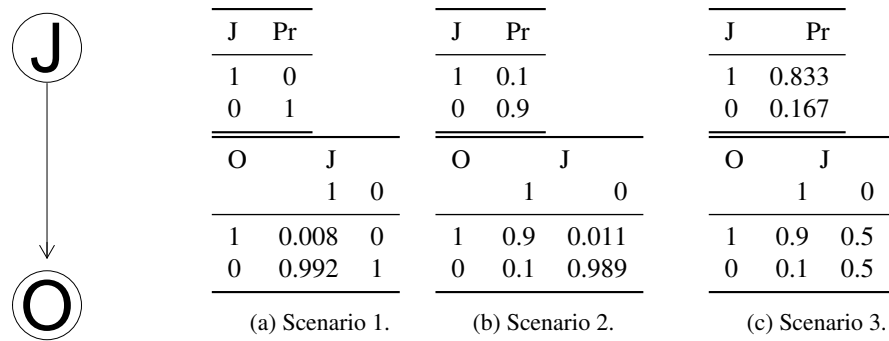 J
O
J Pr
1 0
0 1
O J
1 0
1 0.008 0
0 0.992 1
(a) Scenario 1.
J Pr
1 0.1
0 0.9
O J
1 0
1 0.9 0.011
0 0.1 0.989
(b) Scenario 2.
J Pr
1 0.833
0 0.167
O J
1 0
1 0.9 0.5
0 0.1 0.5
(c) Scenario 3.